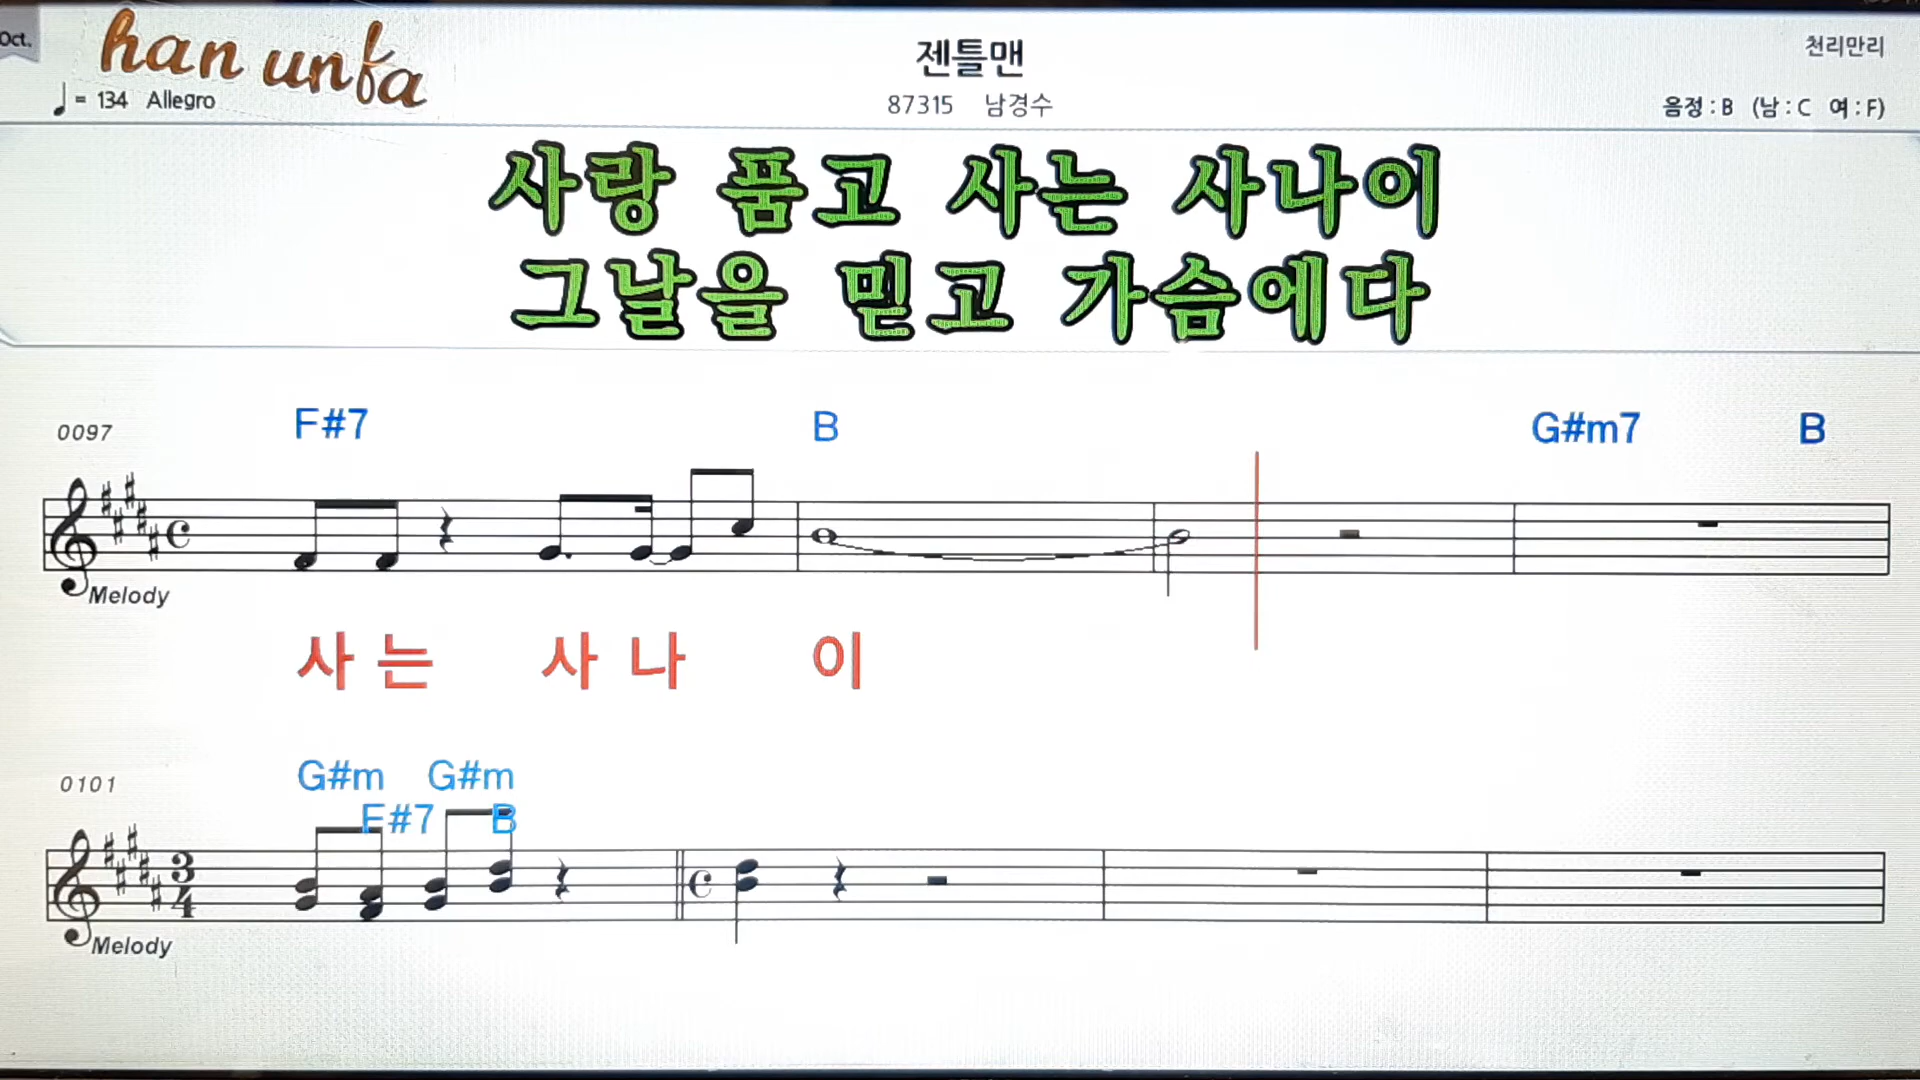 Oct.
han unfa
젠틀맨
천리만리
♩= 134 Allegro
87315 남경수
음정 : B (남 : C 여 : F)
사랑 품고 사는 사나이
그날을 믿고 가슴에다
0097
F#7 B G#m7 B
Melody
사 는 사 나 이
0101
G#m G#m
F#7 B
3
4
Melody